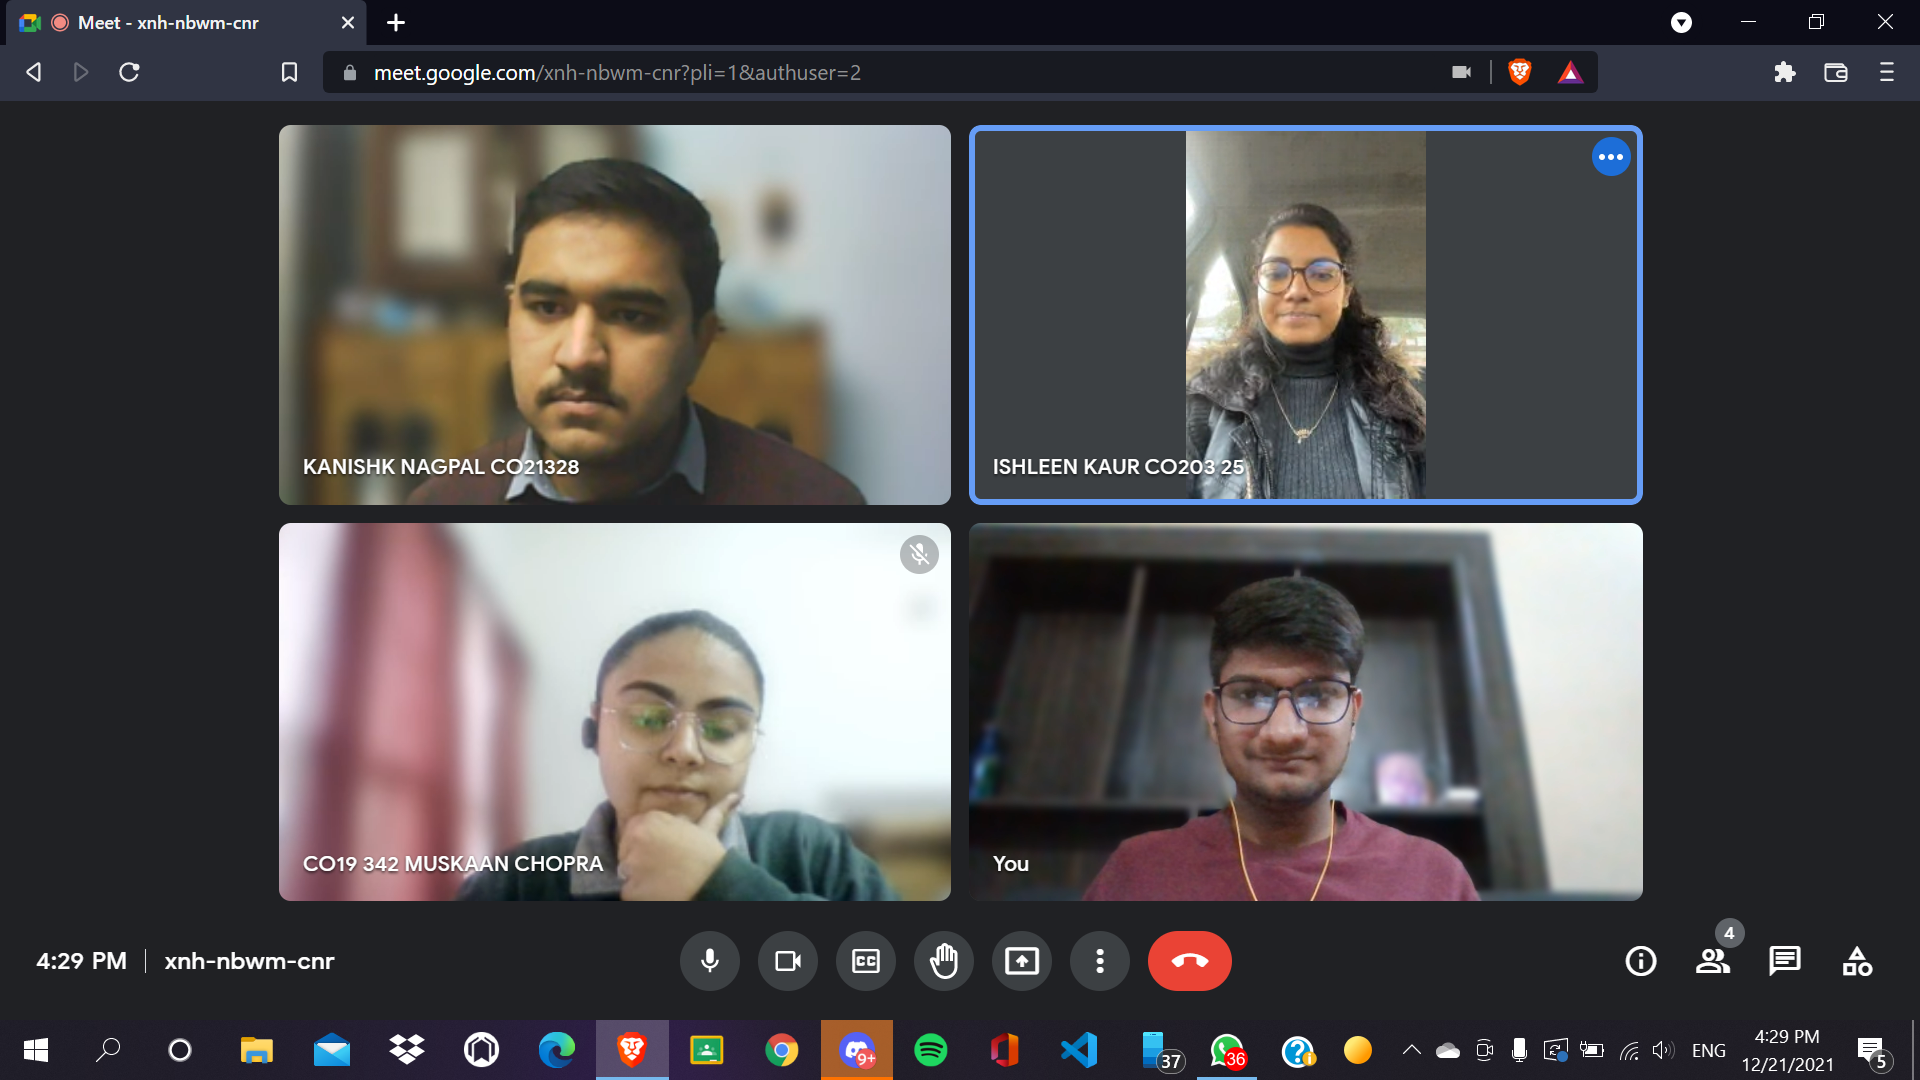 Meet - xnh-nbwm-cnr
meet.google.com/xnh-nbwm-cnr?pli=1&authuser=2
KANISHK NAGPAL CO21328
ISHLEEN KAUR CO203 25
CO19 342 MUSKAAN CHOPRA
You
4:29 PM
xnh-nbwm-cnr
CC
4
9+
37
36
ENG
4:29 PM
12/21/2021
5